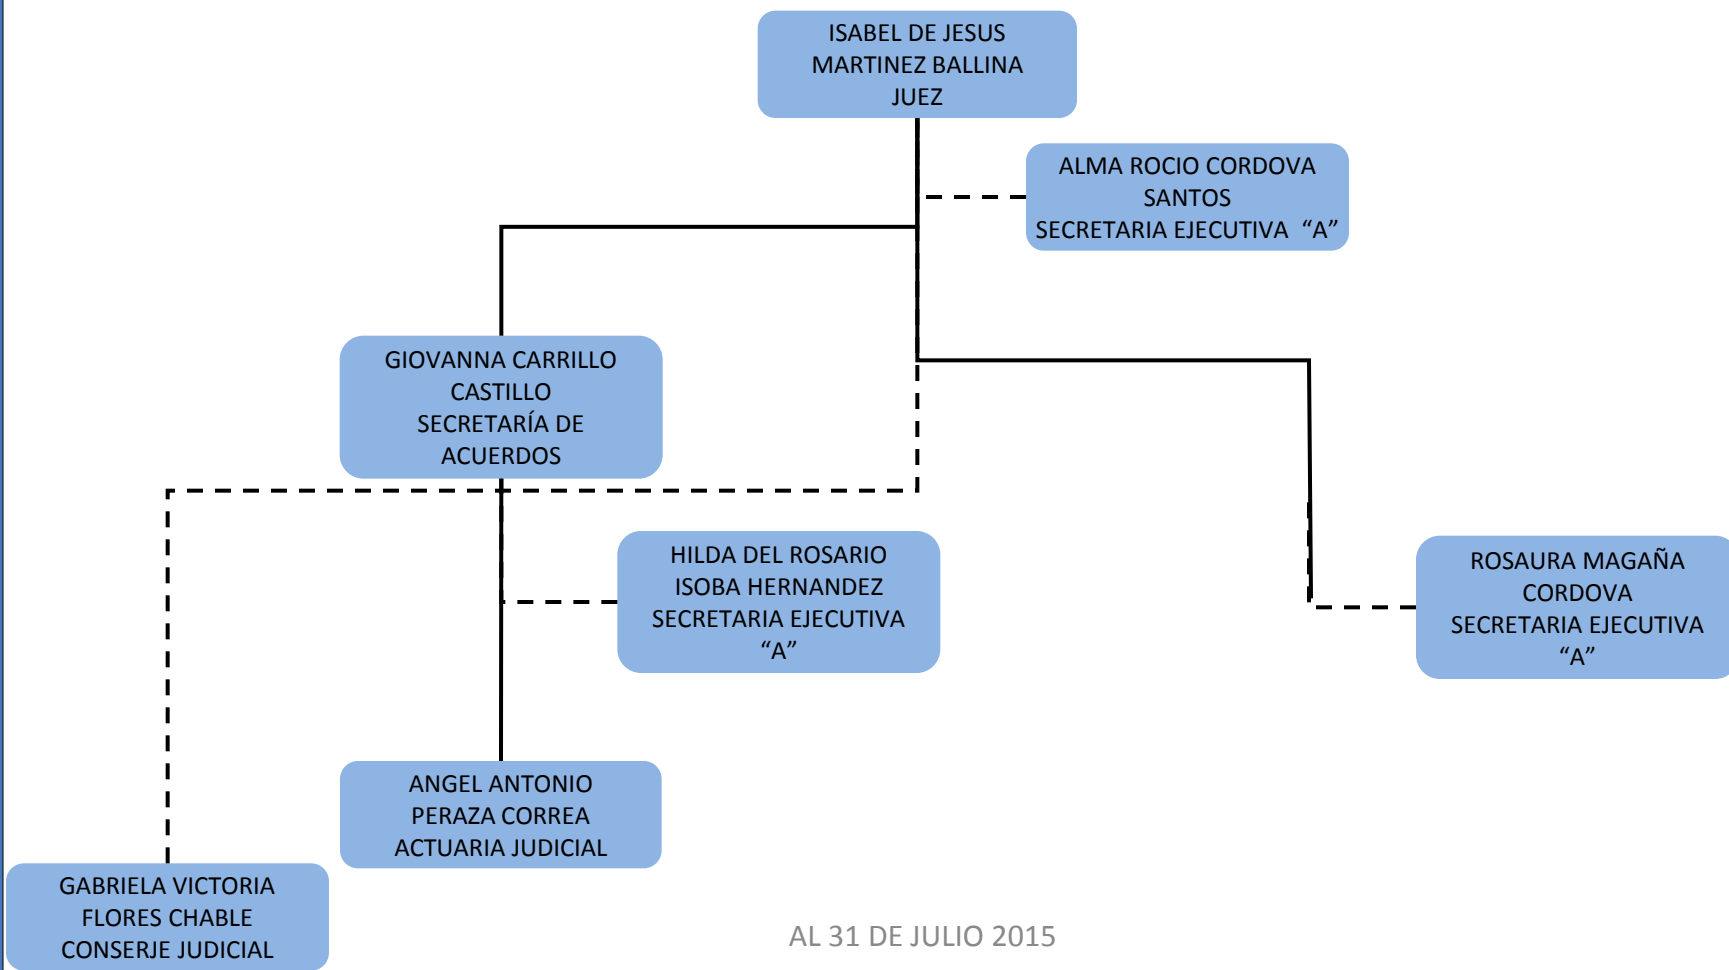 ISABEL DE JESUS
MARTINEZ BALLINA
JUEZ
ALMA ROCIO CORDOVA
SANTOS
SECRETARIA EJECUTIVA “A”
GIOVANNA CARRILLO
CASTILLO
SECRETARÍA DE
ACUERDOS
HILDA DEL ROSARIO
ISOBA HERNANDEZ
SECRETARIA EJECUTIVA
“A”
ROSAURA MAGAÑA
CORDOVA
SECRETARIA EJECUTIVA
“A”
ANGEL ANTONIO
PERAZA CORREA
ACTUARIA JUDICIAL
GABRIELA VICTORIA
FLORES CHABLE
CONSERJE JUDICIAL
AL 31 DE JULIO 2015